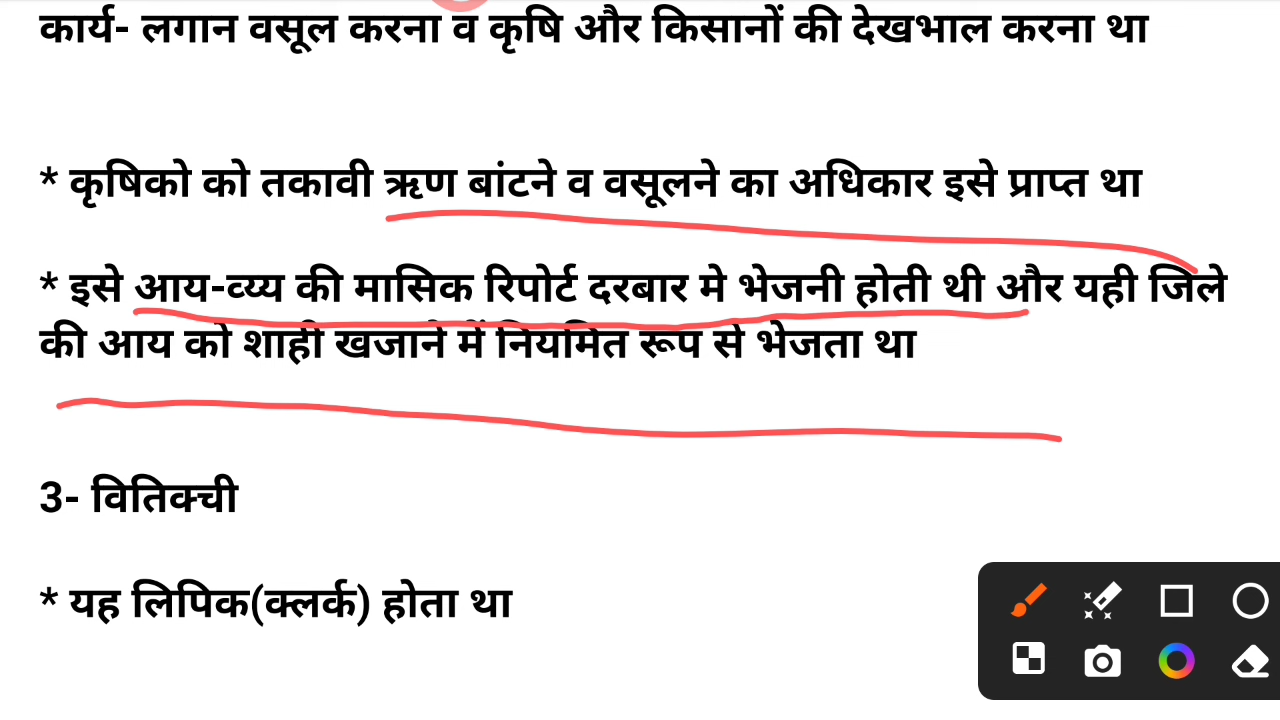 कार्य- लगान वसूल करना व कृषि और किसानों की देखभाल करना था
* कृषिको को तकावी ऋण बांटने व वसूलने का अधिकार इसे प्राप्त था
* इसे आय-व्य्य की मासिक रिपोर्ट दरबार मे भेजनी होती थी और यही जिले
की आय को शाही खजाने में नियमित रूप से भेजता था
3- वितिक्ची
* यह लिपिक(क्लर्क) होता था